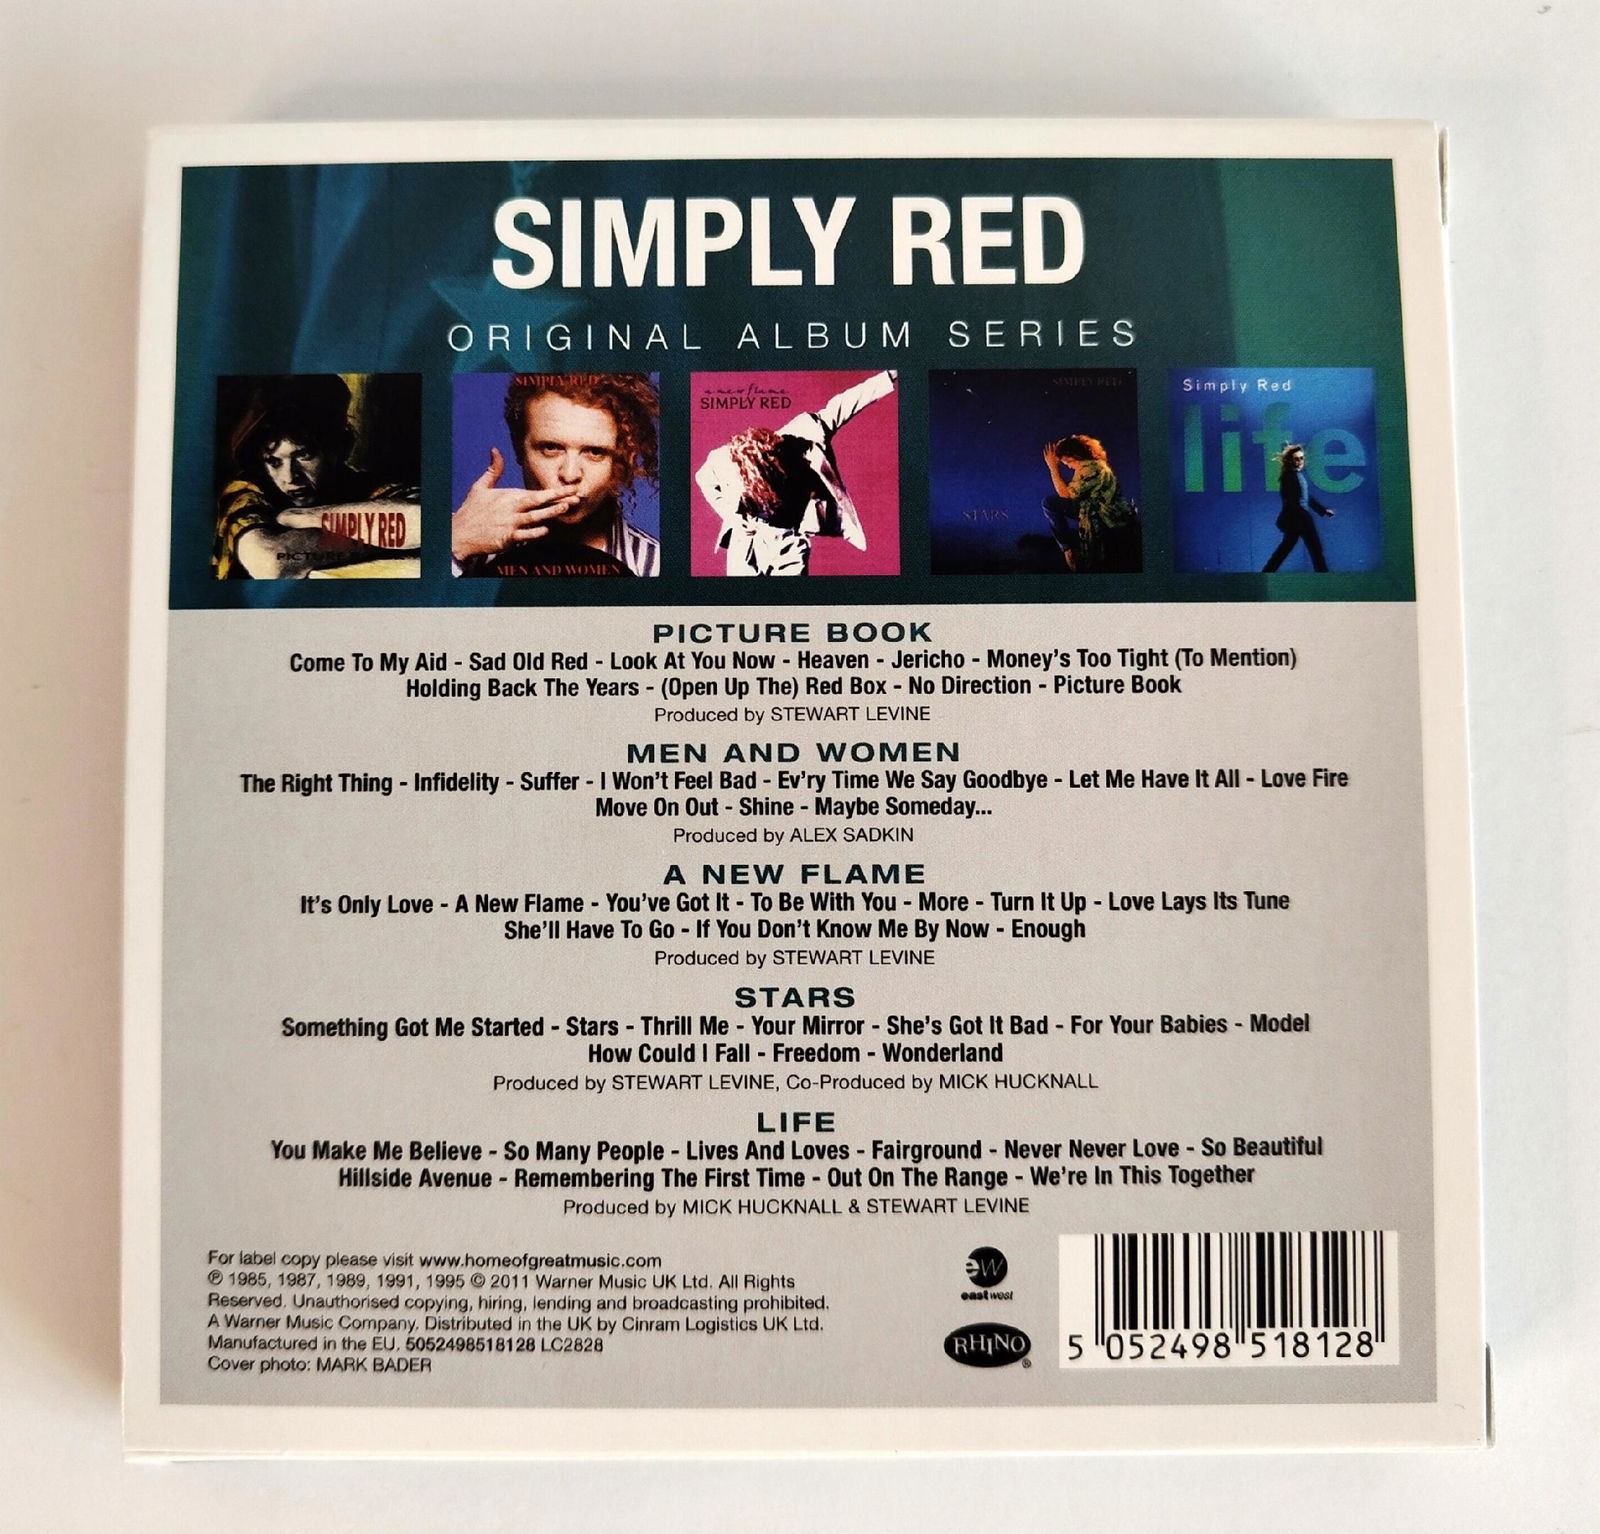 SIMPLY RED
ORIGINAL ALBUM SERIES
SIMPLY RED
PICTURE BOOK
SIMPLY RED
MEN AND WOMEN
a new flame
SIMPLY RED
SIMPLY RED
STARS
Simply Red
life
PICTURE BOOK
Come To My Aid - Sad Old Red - Look At You Now - Heaven - Jericho - Money's Too Tight (To Mention)
Holding Back The Years - (Open Up The) Red Box - No Direction - Picture Book
Produced by STEWART LEVINE
MEN AND WOMEN
The Right Thing - Infidelity - Suffer - I Won't Feel Bad - Ev'ry Time We Say Goodbye - Let Me Have It All - Love Fire
Move On Out - Shine - Maybe Someday...
Produced by ALEX SADKIN
A NEW FLAME
It's Only Love - A New Flame - You've Got It - To Be With You - More - Turn It Up - Love Lays Its Tune
She'll Have To Go - If You Don't Know Me By Now - Enough
Produced by STEWART LEVINE
STARS
Something Got Me Started - Stars - Thrill Me - Your Mirror - She's Got It Bad - For Your Babies - Model
How Could I Fall - Freedom - Wonderland
Produced by STEWART LEVINE, Co-Produced by MICK HUCKNALL
LIFE
You Make Me Believe - So Many People - Lives And Loves - Fairground - Never Never Love - So Beautiful
Hillside Avenue - Remembering The First Time - Out On The Range - We're In This Together
Produced by MICK HUCKNALL & STEWART LEVINE
For label copy please visit www.homeofgreatmusic.com
℗ 1985, 1987, 1989, 1991, 1995 © 2011 Warner Music UK Ltd. All Rights
Reserved. Unauthorised copying, hiring, lending and broadcasting prohibited.
A Warner Music Company. Distributed in the UK by Cinram Logistics UK Ltd.
Manufactured in the EU. 5052498518128 LC2828
Cover photo: MARK BADER
ew
eastwest
RHINO®
5 052498 518128